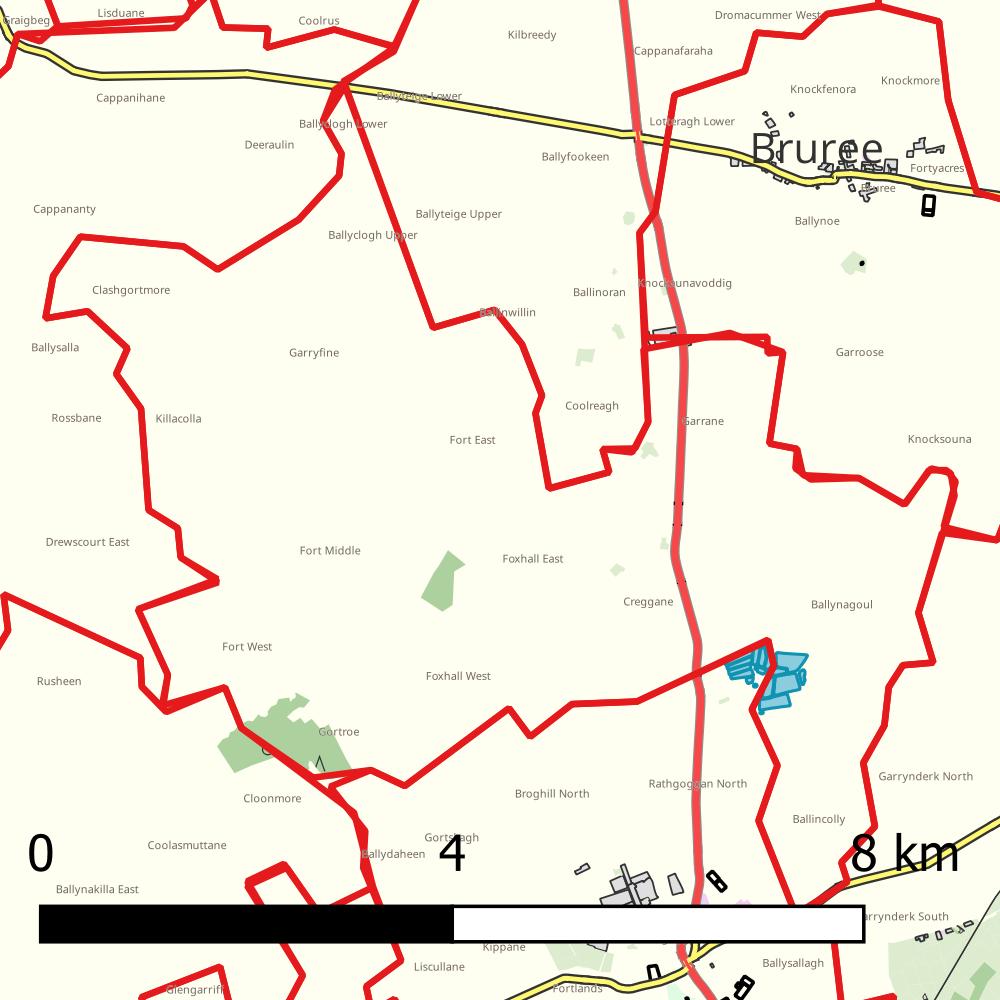 Lisduane
Graigbeg
Coolrus
Dromacummer West
Kilbreedy
Cappanafaraha
Knockmore
Knockfenora
Cappanihane
Ballyteige Lower
Ballyclogh Lower
Lotteragh Lower
Deeraulin
Bruree
Ballyfookeen
Fortyacres
Bruree
Cappananty
Ballyteige Upper
Ballynoe
Ballyclogh Upper
Clashgortmore
Ballinoran
Knockaunavoddig
Ballinwillin
Ballysalla
Garryfine
Garroose
Coolreagh
Rossbane
Killacolla
Garrane
Fort East
Knocksouna
Drewscourt East
Fort Middle
Foxhall East
Creggane
Ballynagoul
Fort West
Rusheen
Foxhall West
Gortroe
Garrynderk North
Rathgoggan North
Broghill North
Cloonmore
Ballincolly
Gortskagh
Coolasmuttane
Ballydaheen
0
4
8 km
Ballynakilla East
Garrynderk South
Kippane
Liscullane
Ballysallagh
Glengarriff
Fortlands